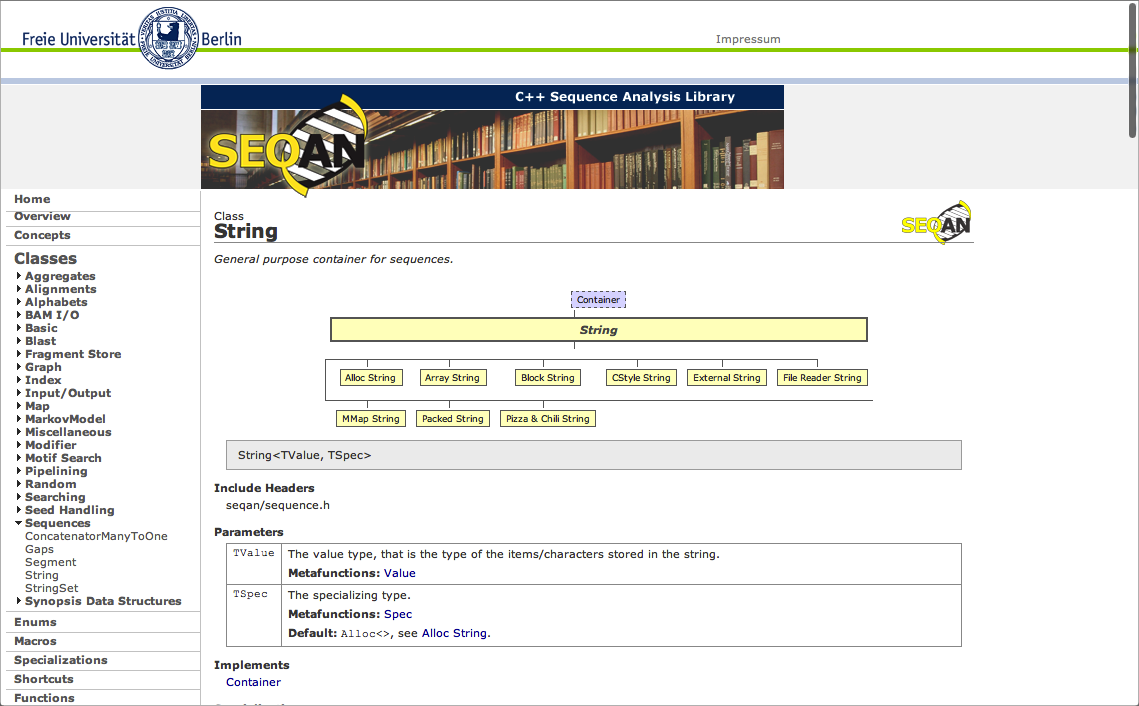 Freie Universität Berlin
Impressum
C++ Sequence Analysis Library
SEQAN
Home
Overview
Concepts
Classes
Aggregates
Alignments
Alphabets
BAM I/O
Basic
Blast
Fragment Store
Graph
Index
Input/Output
Map
MarkovModel
Miscellaneous
Modifier
Motif Search
Pipelining
Random
Searching
Seed Handling
Sequences
ConcatenatorManyToOne
Gaps
Segment
String
StringSet
Synopsis Data Structures
Enums
Macros
Specializations
Shortcuts
Functions
Class
String
SEQAN
General purpose container for sequences.
Container
String
Alloc String Array String Block String CStyle String External String File Reader String
MMap String Packed String Pizza & Chili String
String<TValue, TSpec>
Include Headers
seqan/sequence.h
Parameters
TValue The value type, that is the type of the items/characters stored in the string.
Metafunctions: Value
TSpec The specializing type.
Metafunctions: Spec
Default: Alloc<>, see Alloc String.
Implements
Container